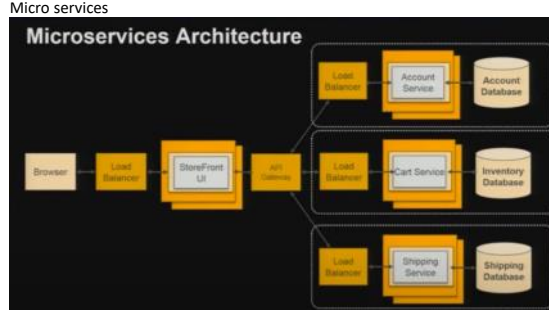 Micro services
Microservices Architecture
Load
Balancer
Account
Service
Account
Database
Browser
Load
Balancer
StoreFront
UI
API
Gateway
Load
Balancer
Cart Service
Inventory
Database
Load
Balancer
Shipping
Service
Shipping
Database